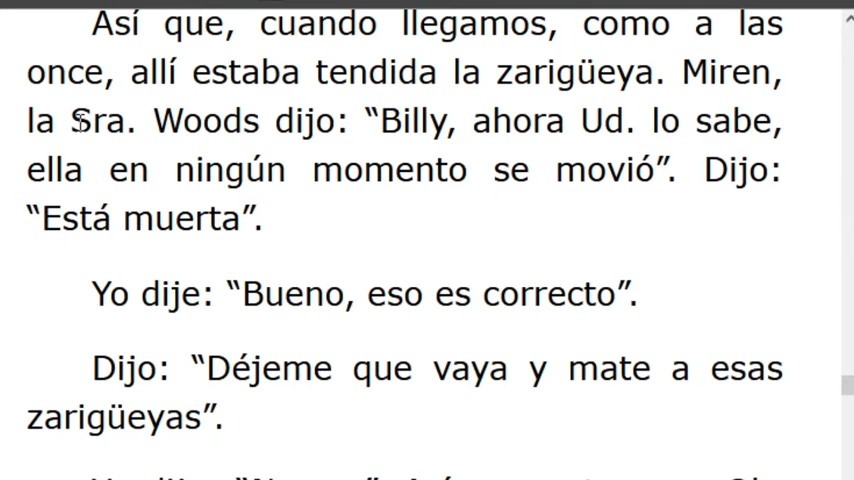 Así que, cuando llegamos, como a las
once, allí estaba tendida la zarigüeya. Miren,
la Sra. Woods dijo: “Billy, ahora Ud. lo sabe,
ella en ningún momento se movió”. Dijo:
“Está muerta”.
Yo dije: “Bueno, eso es correcto”.
Dijo: “Déjeme que vaya y mate a esas
zarigüeyas”.